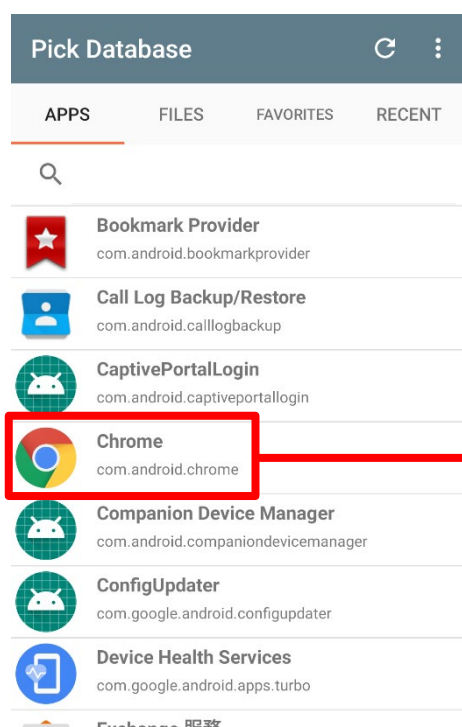 Pick Database
APPS FILES FAVORITES RECENT
Bookmark Provider
com.android.bookmarkprovider
Call Log Backup/Restore
com.android.calllogbackup
CaptivePortalLogin
com.android.captiveportallogin
Chrome
com.android.chrome
Companion Device Manager
com.android.companiondevicemanager
ConfigUpdater
com.google.android.configupdater
Device Health Services
com.google.android.apps.turbo
Exchange 服務